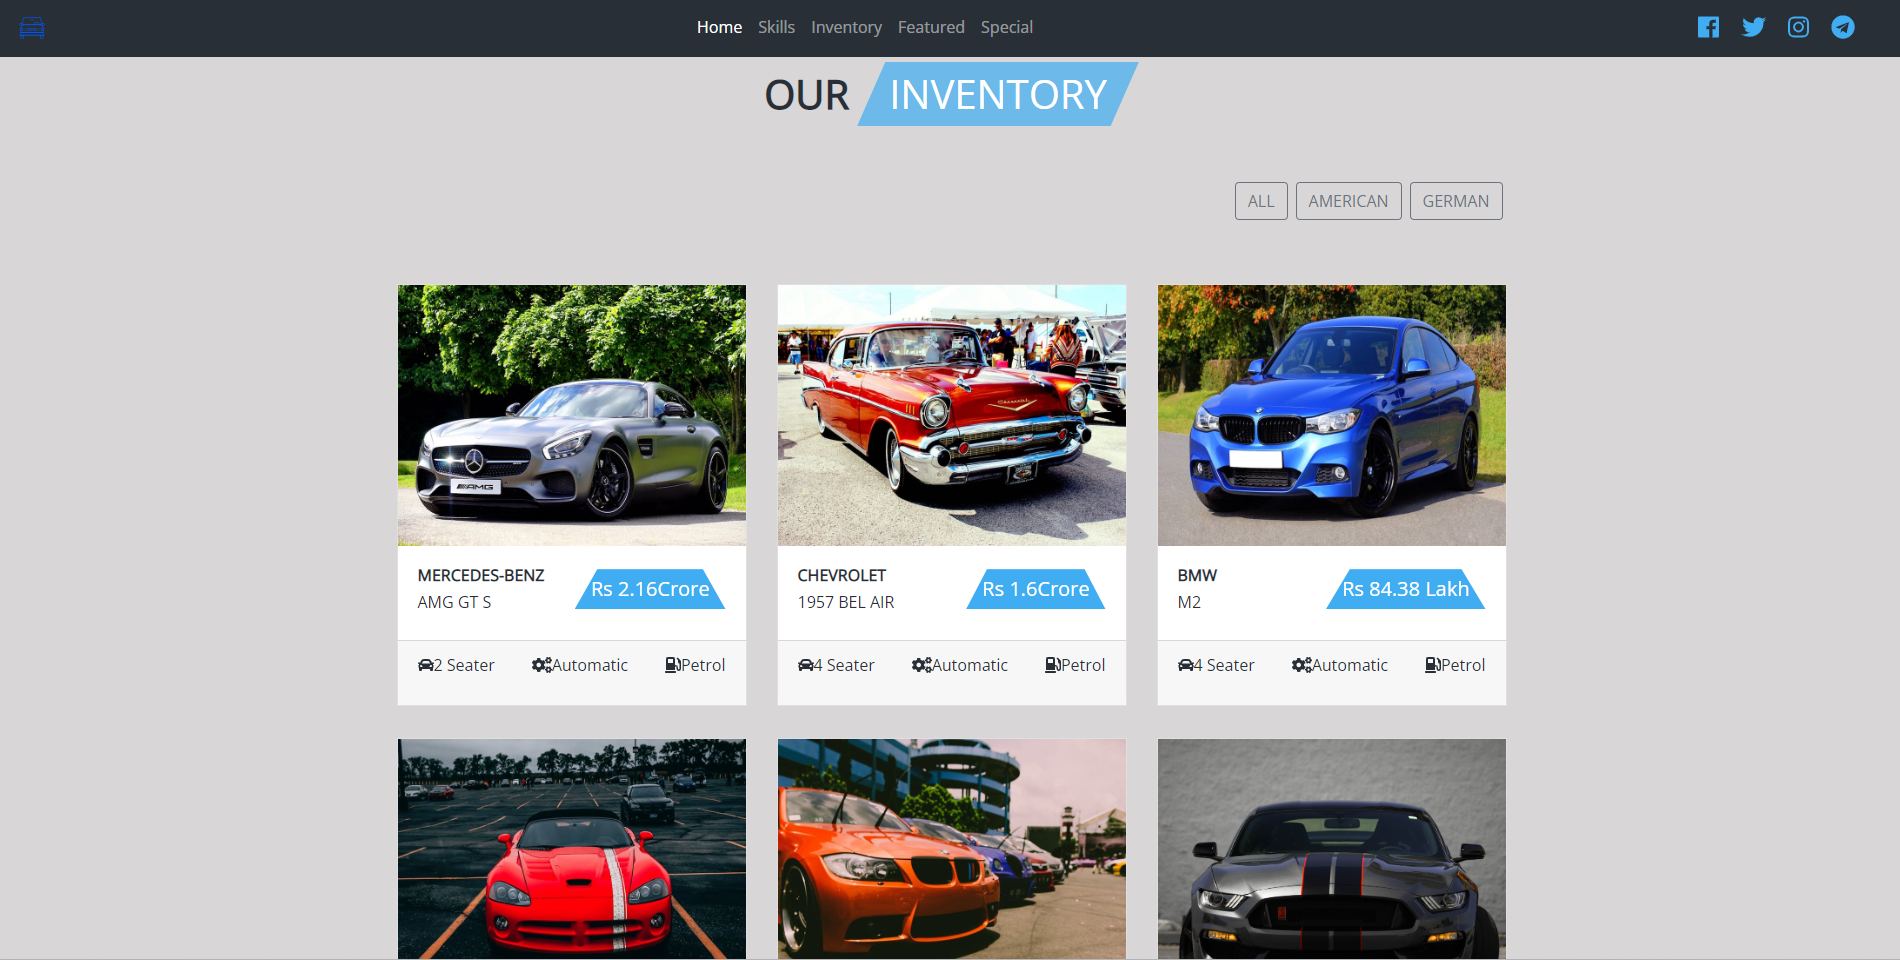 Home Skills Inventory Featured Special
OUR INVENTORY
ALL AMERICAN GERMAN
AMG
Chevrolet
MERCEDES-BENZ
AMG GT S
Rs 2.16Crore
2 Seater Automatic Petrol
CHEVROLET
1957 BEL AIR
Rs 1.6Crore
4 Seater Automatic Petrol
BMW
M2
Rs 84.38 Lakh
4 Seater Automatic Petrol